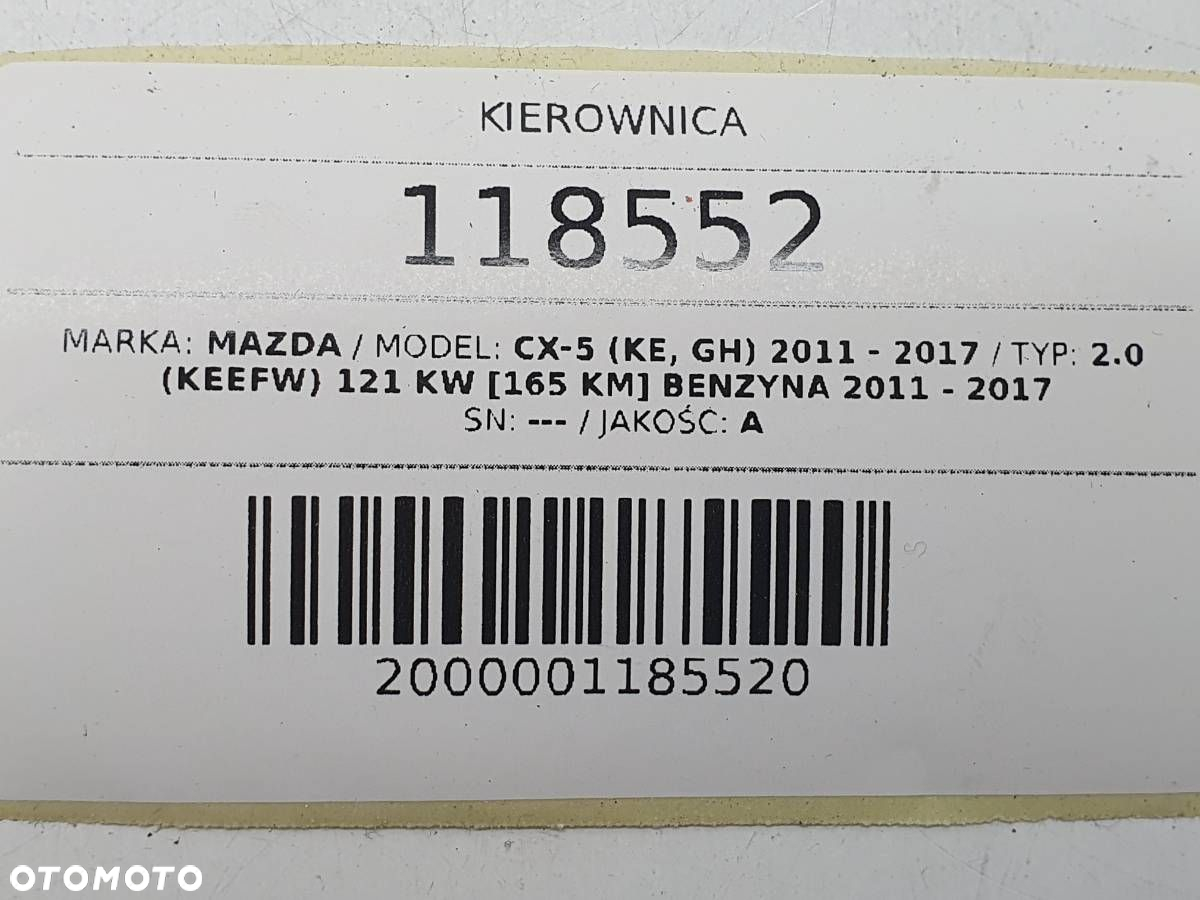 KIEROWNICA
118552
MARKA: MAZDA / MODEL: CX-5 (KE, GH) 2011 - 2017 / TYP: 2.0
(KEEFW) 121 KW [165 KM] BENZYNA 2011 - 2017
SN: --- / JAKOŚĆ: A
2000001185520
OTOMOTO